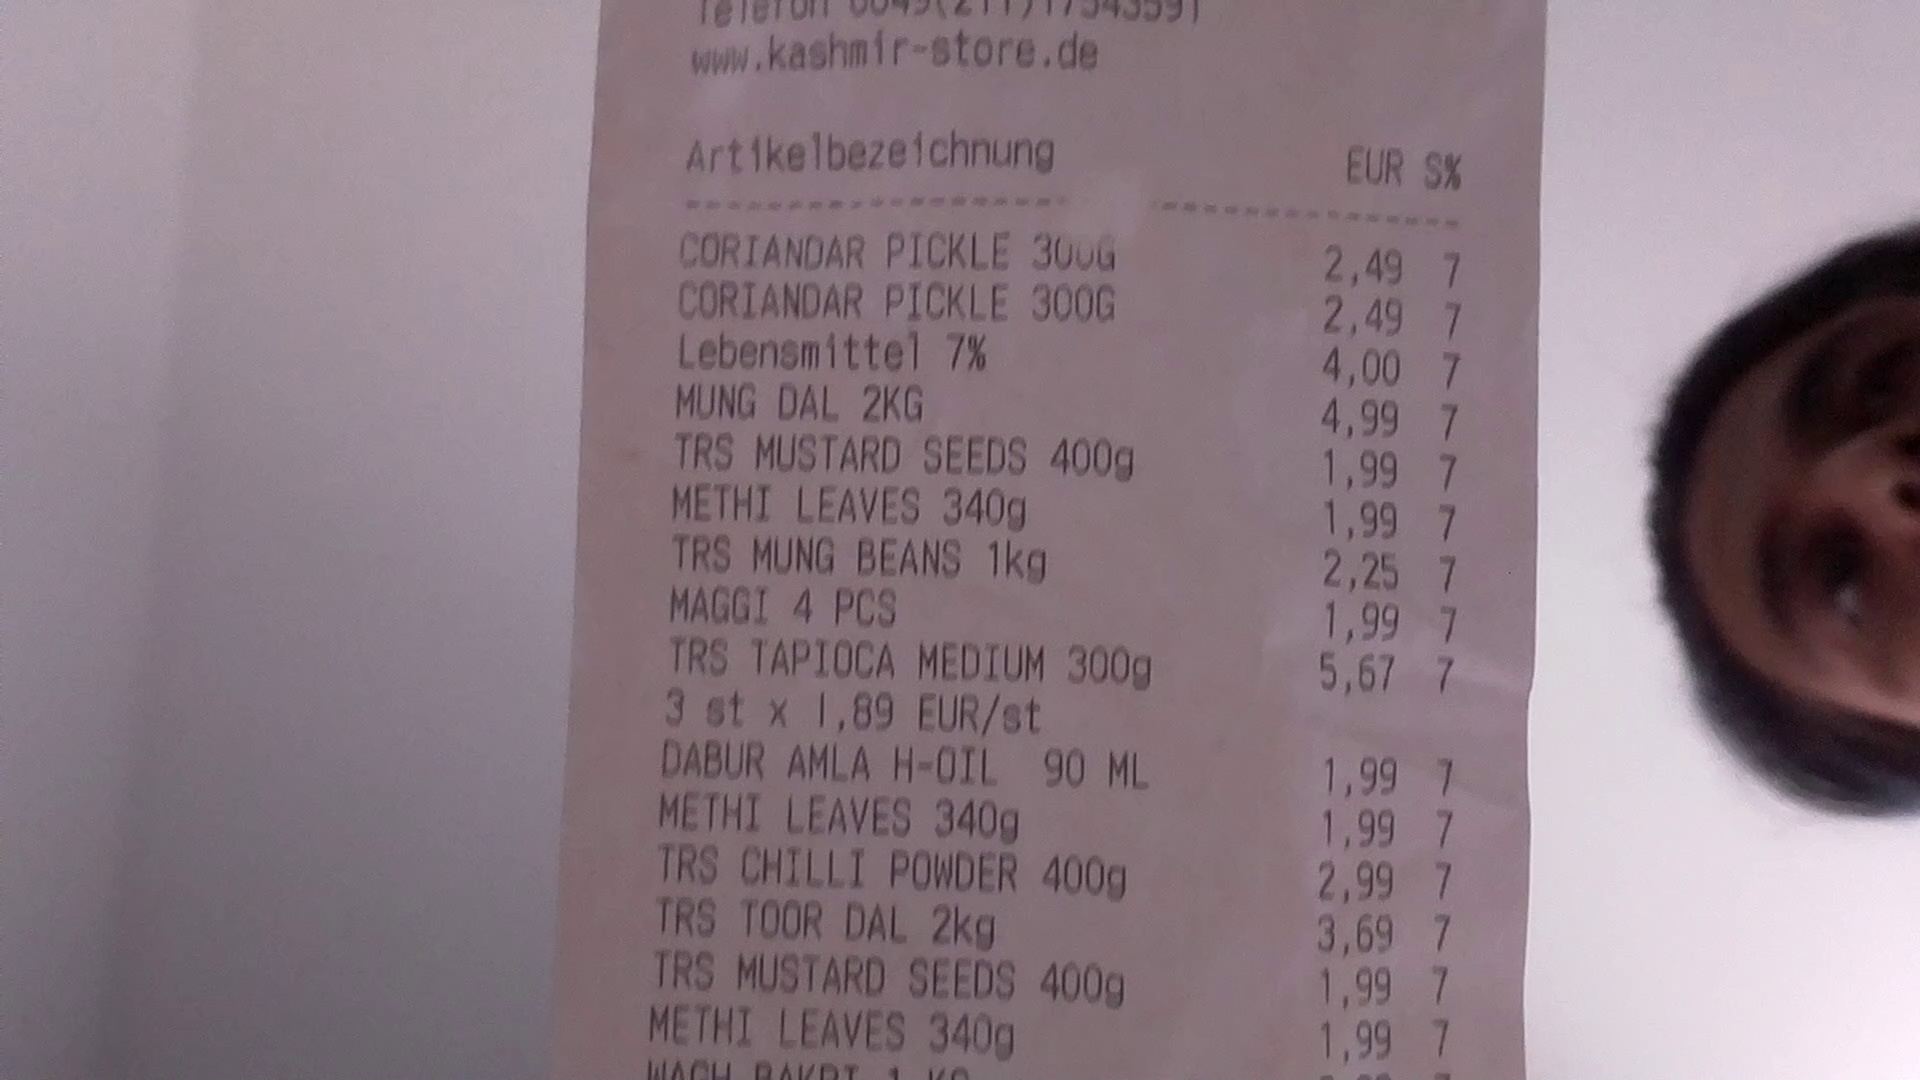 Telefon 0049(211)17543591
www.kashmir-store.de
Artikelbezeichnung EUR S%
CORIANDAR PICKLE 300G 2,49 7
CORIANDAR PICKLE 300G 2,49 7
Lebensmittel 7% 4,00 7
MUNG DAL 2KG 4,99 7
TRS MUSTARD SEEDS 400g 1,99 7
METHI LEAVES 340g 1,99 7
TRS MUNG BEANS 1kg 2,25 7
MAGGI 4 PCS 1,99 7
TRS TAPIOCA MEDIUM 300g 5,67 7
3 st x 1,89 EUR/st
DABUR AMLA H-OIL 90 ML 1,99 7
METHI LEAVES 340g 1,99 7
TRS CHILLI POWDER 400g 2,99 7
TRS TOOR DAL 2kg 3,69 7
TRS MUSTARD SEEDS 400g 1,99 7
METHI LEAVES 340g 1,99 7
WAGH BAKRI 1 KG